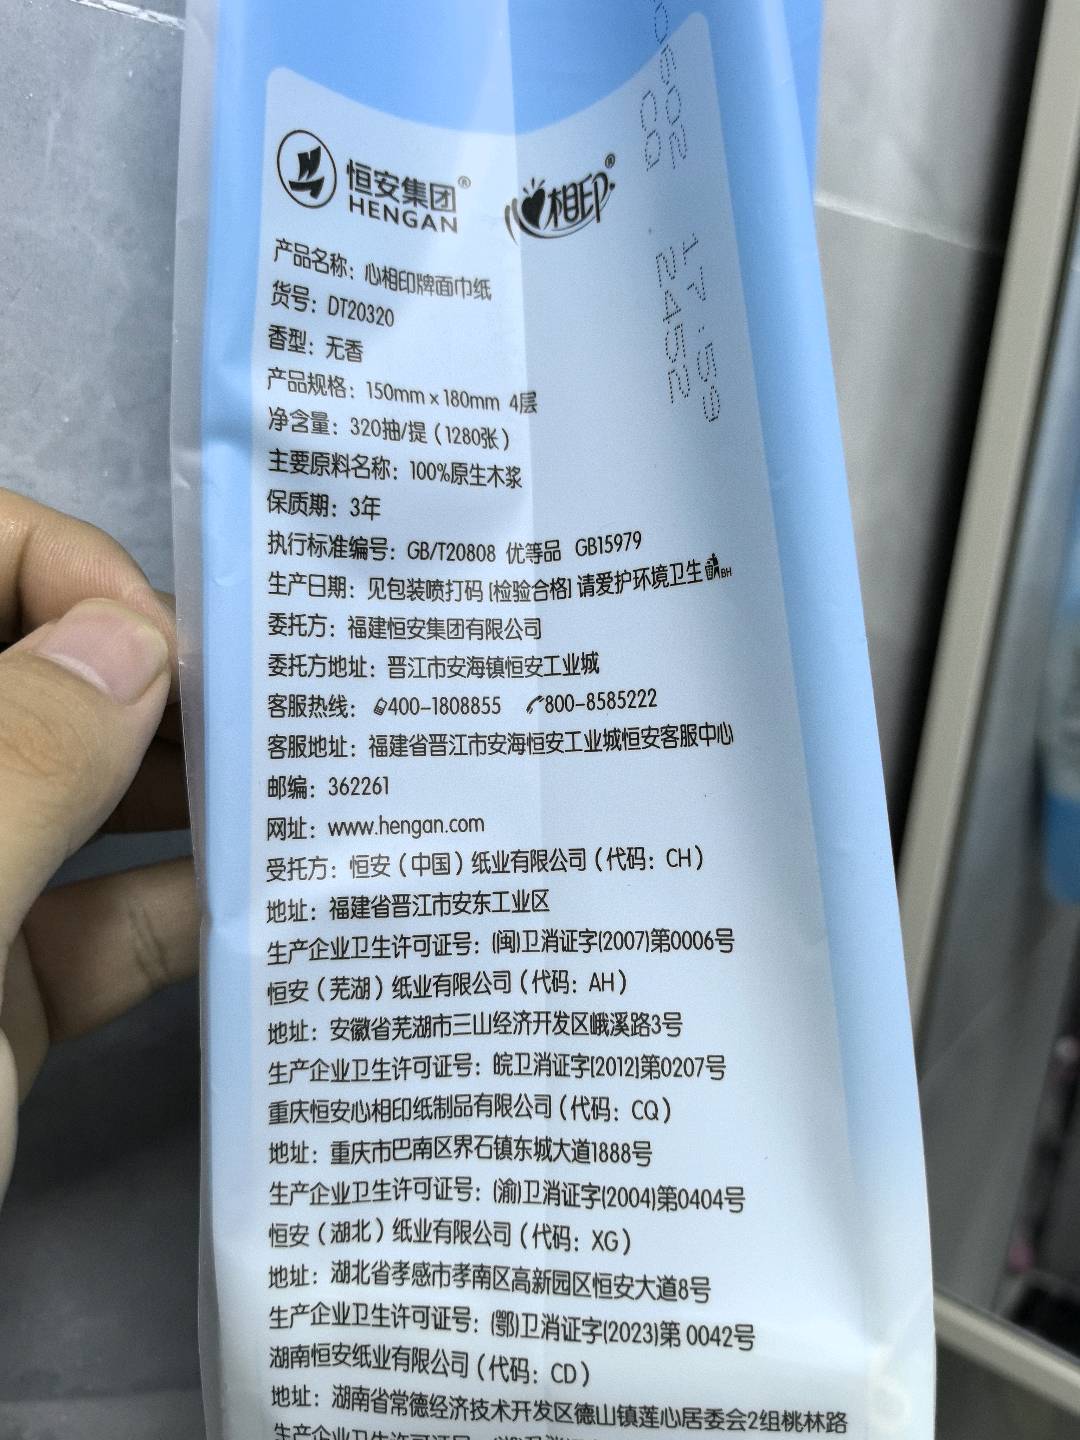 恒安集团®
HENGAN
心相印®
产品名称：心相印牌面巾纸
货号：DT20320
香型：无香
产品规格：150mm x 180mm 4层
净含量：320抽/提（1280张）
主要原料名称：100%原生木浆
保质期：3年
执行标准编号：GB/T20808 优等品 GB15979
生产日期：见包装喷打码 [检验合格] 请爱护环境卫生 BH
委托方：福建恒安集团有限公司
委托方地址：晋江市安海镇恒安工业城
客服热线：400-1808855 800-8585222
客服地址：福建省晋江市安海恒安工业城恒安客服中心
邮编：362261
网址：www.hengan.com
受托方：恒安（中国）纸业有限公司（代码：CH）
地址：福建省晋江市安东工业区
生产企业卫生许可证号：(闽)卫消证字(2007)第0006号
恒安（芜湖）纸业有限公司（代码：AH）
地址：安徽省芜湖市三山经济开发区峨溪路3号
生产企业卫生许可证号：皖卫消证字[2012]第0207号
重庆恒安心相印纸制品有限公司（代码：CQ）
地址：重庆市巴南区界石镇东城大道1888号
生产企业卫生许可证号：(渝)卫消证字(2004)第0404号
恒安（湖北）纸业有限公司（代码：XG）
地址：湖北省孝感市孝南区高新园区恒安大道8号
生产企业卫生许可证号：(鄂)卫消证字(2023)第 0042号
湖南恒安纸业有限公司（代码：CD）
地址：湖南省常德经济技术开发区德山镇莲心居委会2组桃林路
2452
17:56